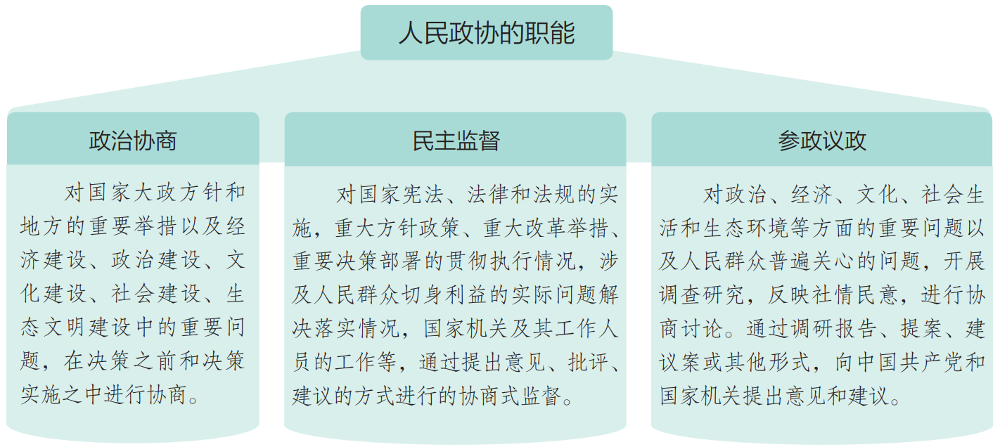 人民政协的职能
政治协商
对国家大政方针和
地方的重要举措以及经
济建设、政治建设、文
化建设、社会建设、生
态文明建设中的重要问
题，在决策之前和决策
实施之中进行协商。
民主监督
对国家宪法、法律和法规的实
施，重大方针政策、重大改革举措、
重要决策部署的贯彻执行情况，涉
及人民群众切身利益的实际问题解
决落实情况，国家机关及其工作人
员的工作等，通过提出意见、批评、
建议的方式进行的协商式监督。
参政议政
对政治、经济、文化、社会生
活和生态环境等方面的重要问题以
及人民群众普遍关心的问题，开展
调查研究，反映社情民意，进行协
商讨论。通过调研报告、提案、建
议案或其他形式，向中国共产党和
国家机关提出意见和建议。